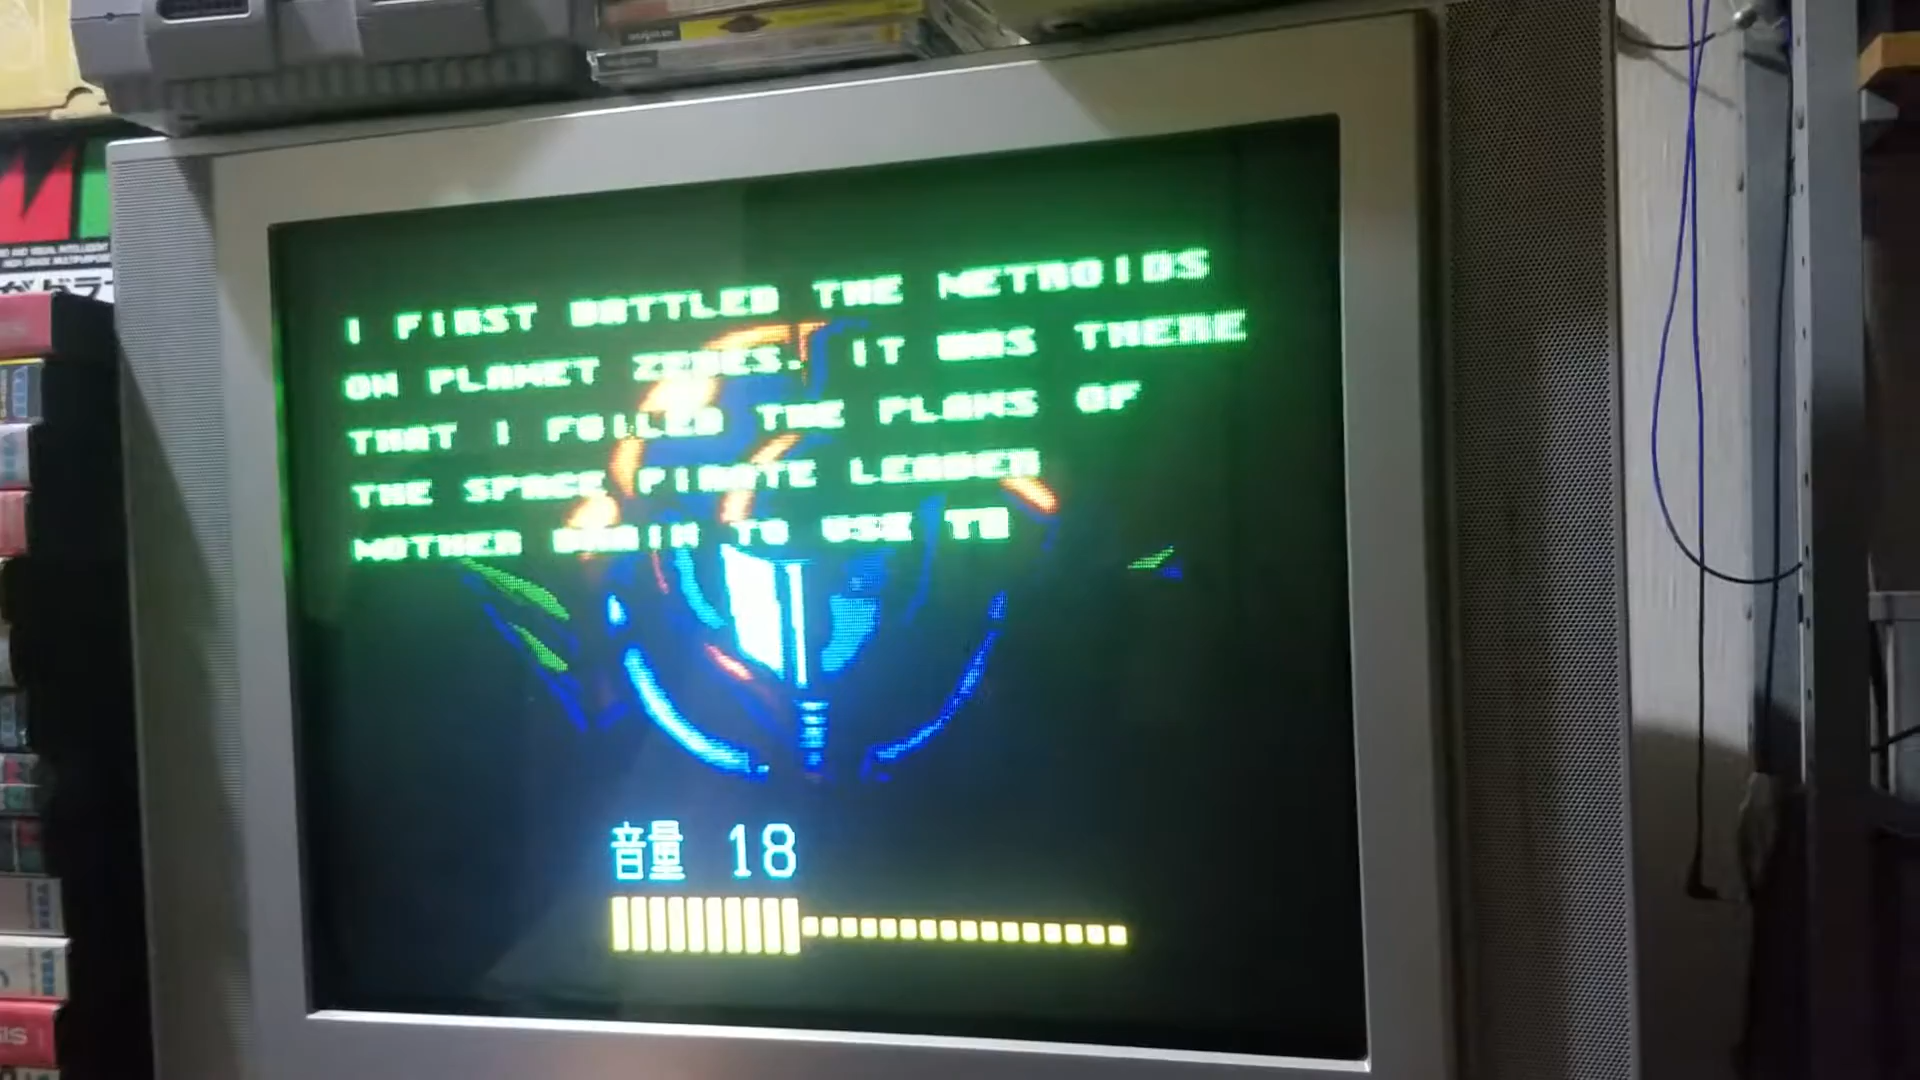 I FIRST BATTLED THE METROIDS
ON PLANET ZEBES. IT WAS THERE
THAT I FOILED THE PLANS OF
THE SPACE PIRATE LEADER
MOTHER BRAIN TO USE TO
音量 18